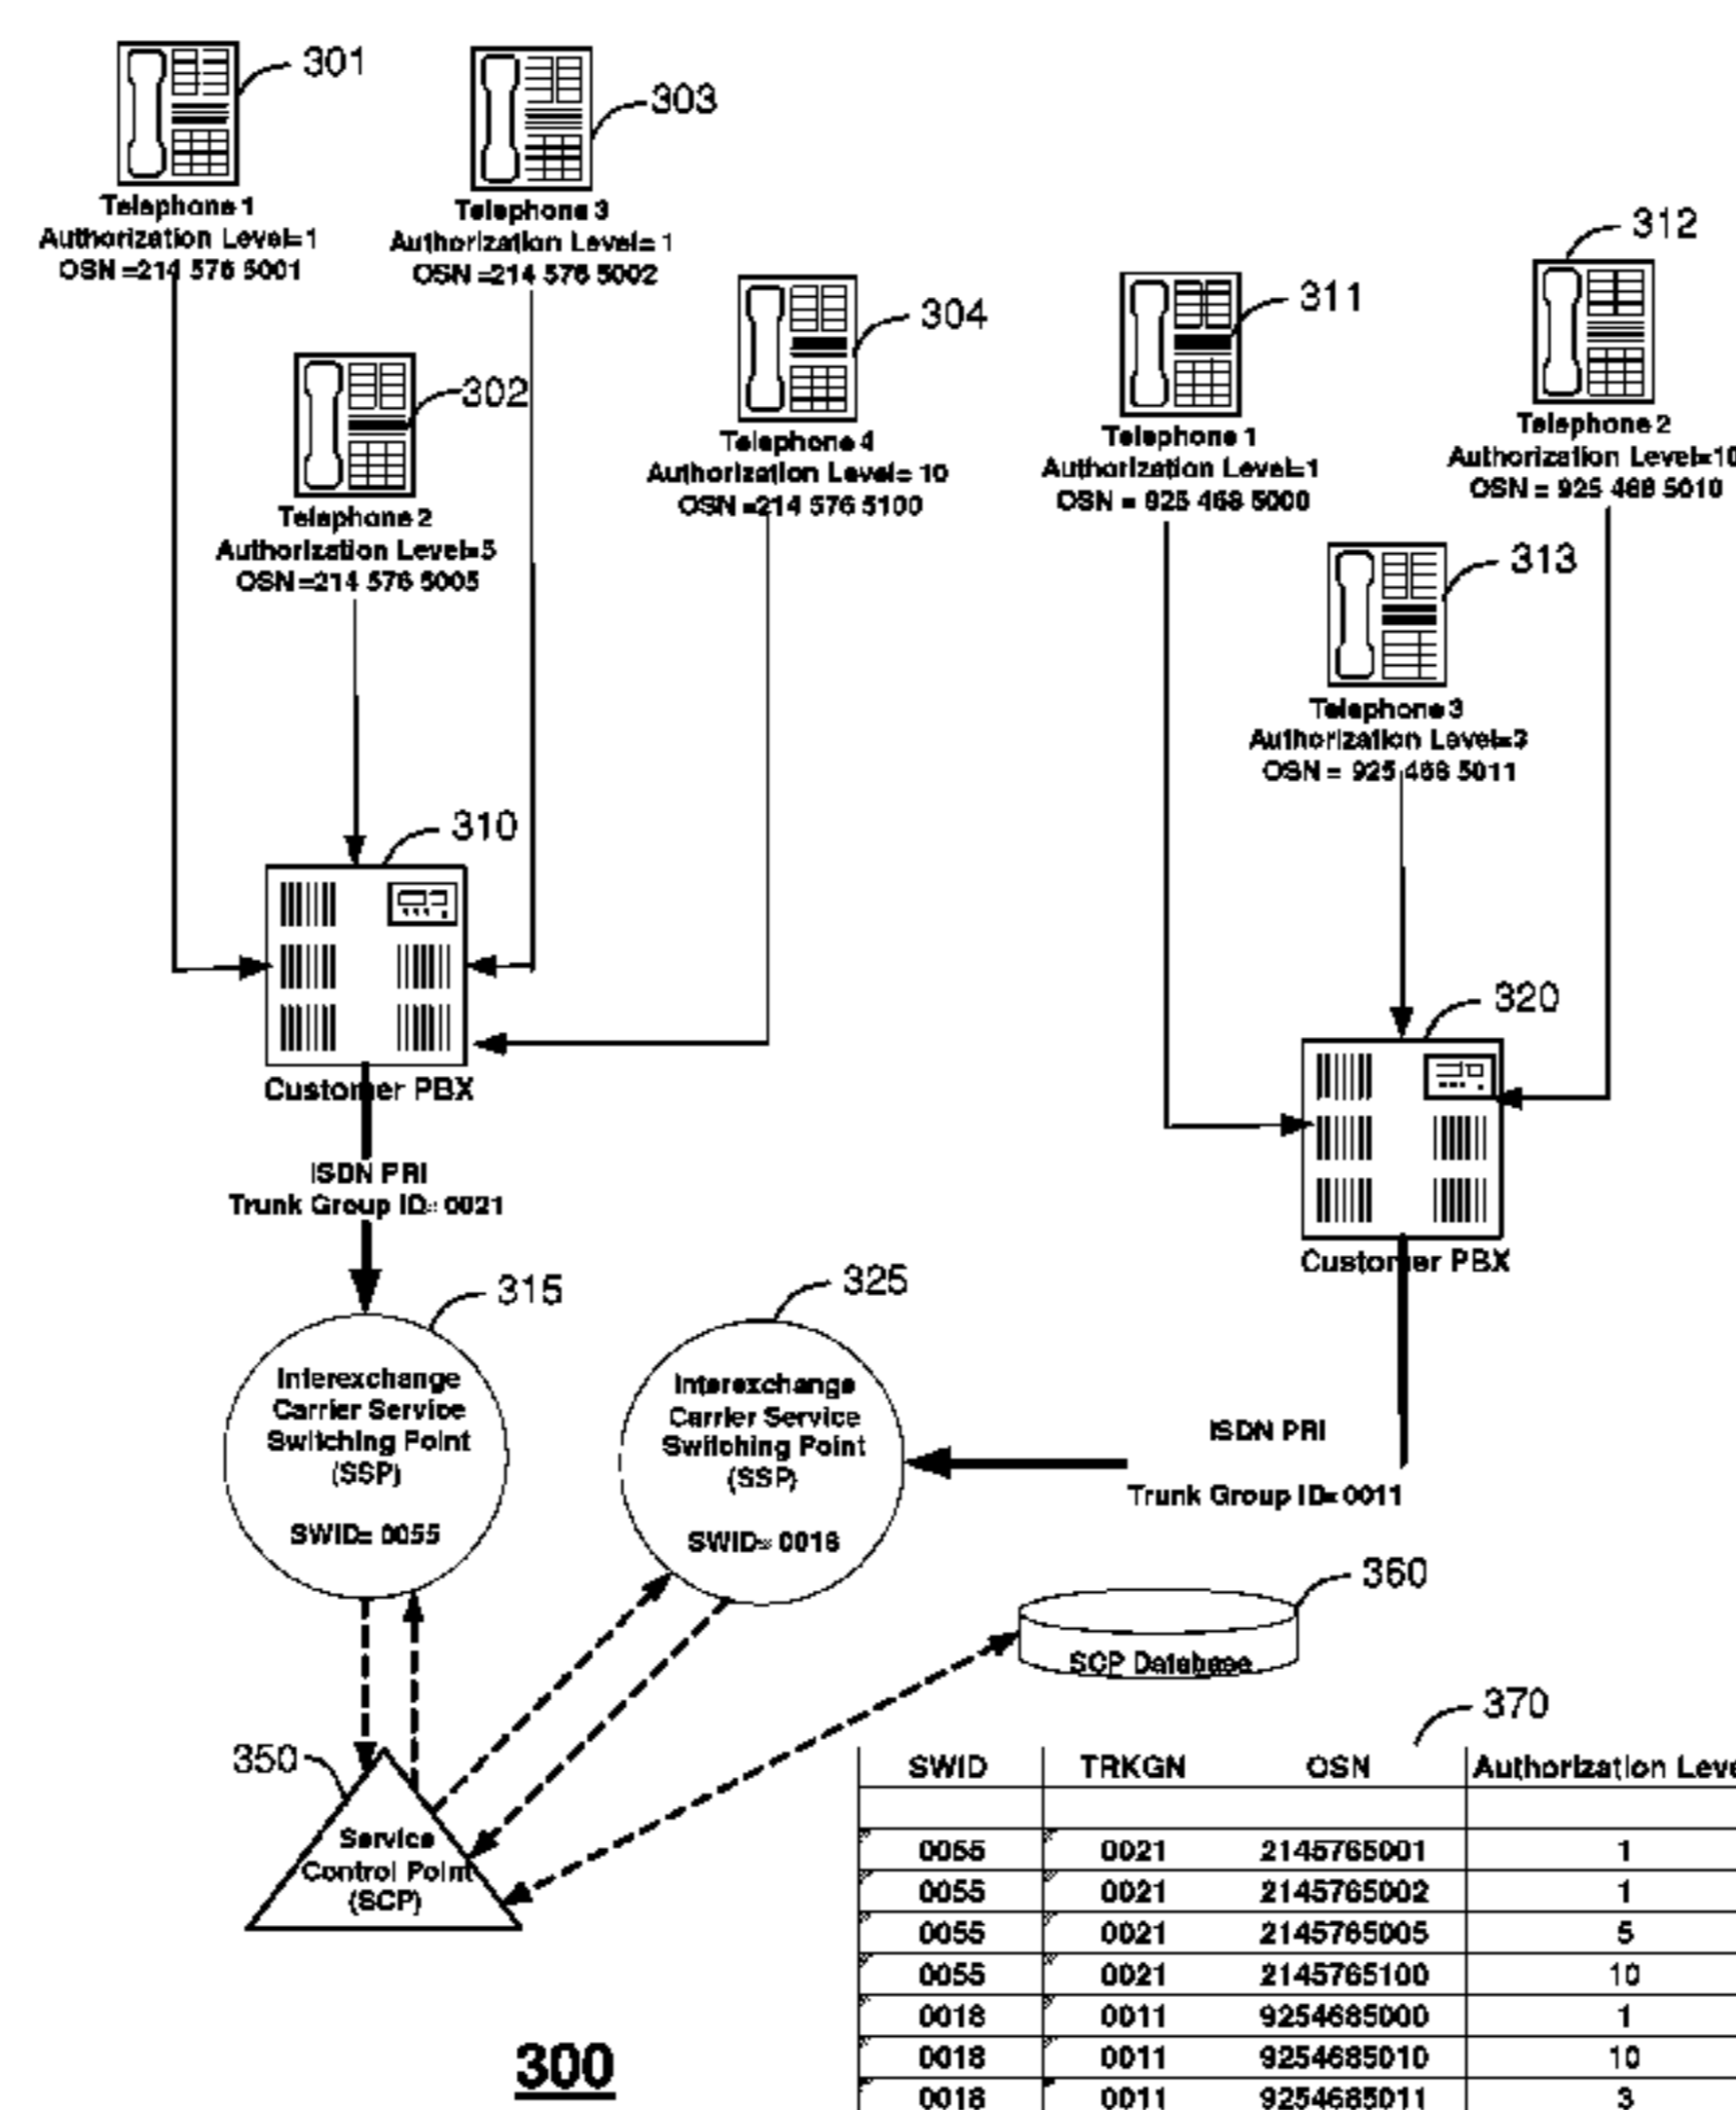 301
303
Telephone 1
Authorization Level=1
OSN =214 576 5001
Telephone 3
Authorization Level= 1
OSN =214 576 5002
312
304
311
302
Telephone 4
Authorization Level= 10
OSN =214 576 5100
Telephone 1
Authorization Level=1
OSN = 925 468 5000
Telephone 2
Authorization Level=10
OSN = 925 468 5010
Telephone 2
Authorization Level=5
OSN =214 576 5005
313
Telephone 3
Authorization Level=3
OSN = 925 468 5011
310
320
Customer PBX
ISDN PRI
Trunk Group ID= 0021
Customer PBX
315
325
Interexchange
Carrier Service
Switching Point
(SSP)
SWID= 0055
Interexchange
Carrier Service
Switching Point
(SSP)
SWID= 0018
ISDN PRI
Trunk Group ID= 0011
360
SCP Database
350
Service
Control Point
(SCP)
370
SWID TRKGN OSN Authorization Leve
0055 0021 2145765001 1
0055 0021 2145765002 1
0055 0021 2145765005 5
0055 0021 2145765100 10
0018 0011 9254685000 1
0018 0011 9254685010 10
0018 0011 9254685011 3
300